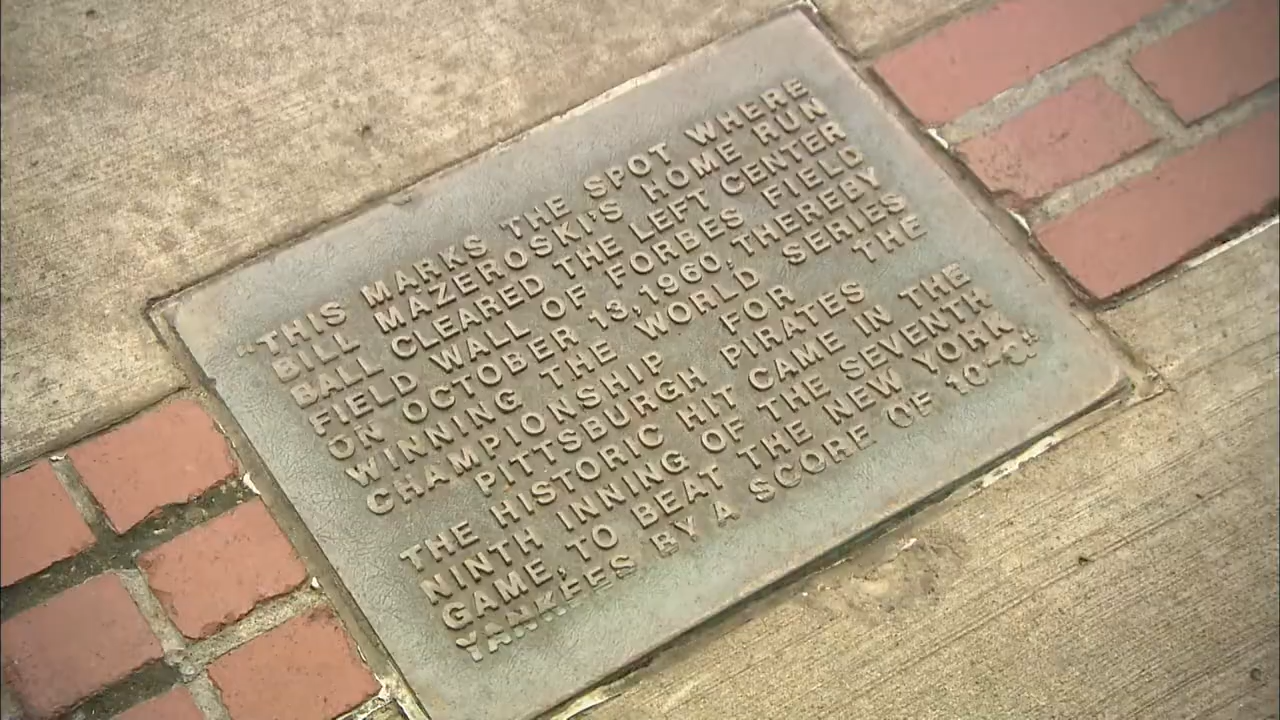 "THIS MARKS THE SPOT WHERE
BILL MAZEROSKI'S HOME RUN
BALL CLEARED THE LEFT CENTER
FIELD WALL OF FORBES FIELD
ON OCTOBER 13, 1960, THEREBY
WINNING THE WORLD SERIES
CHAMPIONSHIP FOR THE
PITTSBURGH PIRATES
THE HISTORIC HIT CAME IN THE
NINTH INNING OF THE SEVENTH
GAME, TO BEAT THE NEW YORK
YANKEES BY A SCORE OF 10-9."